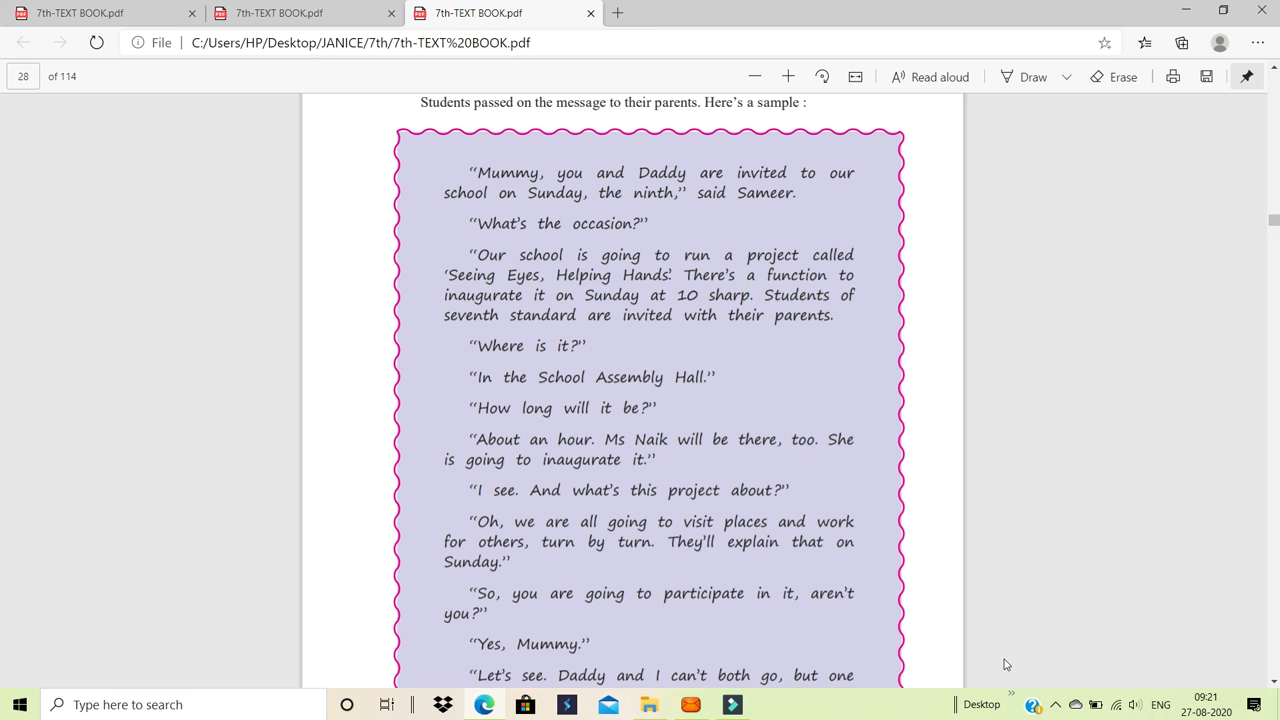 7th-TEXT BOOK.pdf
7th-TEXT BOOK.pdf
7th-TEXT BOOK.pdf
File
C:/Users/HP/Desktop/JANICE/7th/7th-TEXT%20BOOK.pdf
28 of 114
Read aloud
Draw
Erase
Students passed on the message to their parents. Here's a sample :
“Mummy, you and Daddy are invited to our
school on Sunday, the ninth,” said Sameer.
“What's the occasion?”
“Our school is going to run a project called
‘Seeing Eyes, Helping Hands’. There's a function to
inaugurate it on Sunday at 10 sharp. Students of
seventh standard are invited with their parents.
“Where is it?”
“In the School Assembly Hall.”
“How long will it be?”
“About an hour. Ms Naik will be there, too. She
is going to inaugurate it.”
“I see. And what's this project about?”
“Oh, we are all going to visit places and work
for others, turn by turn. They'll explain that on
Sunday.”
“So, you are going to participate in it, aren't
you?”
“Yes, Mummy.”
“Let's see. Daddy and I can't both go, but one
Type here to search
Desktop
ENG
09:21
27-08-2020